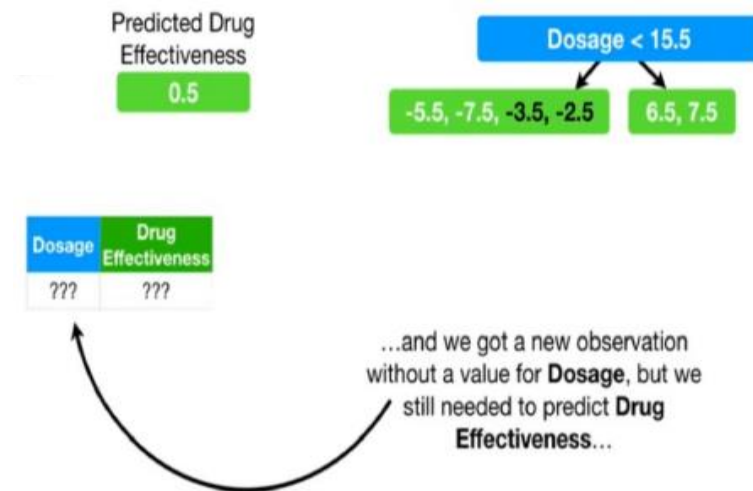 Predicted Drug
Effectiveness
0.5
Dosage < 15.5
-5.5, -7.5, -3.5, -2.5
6.5, 7.5
Dosage
Drug
Effectiveness
???
???
...and we got a new observation
without a value for Dosage, but we
still needed to predict Drug
Effectiveness...